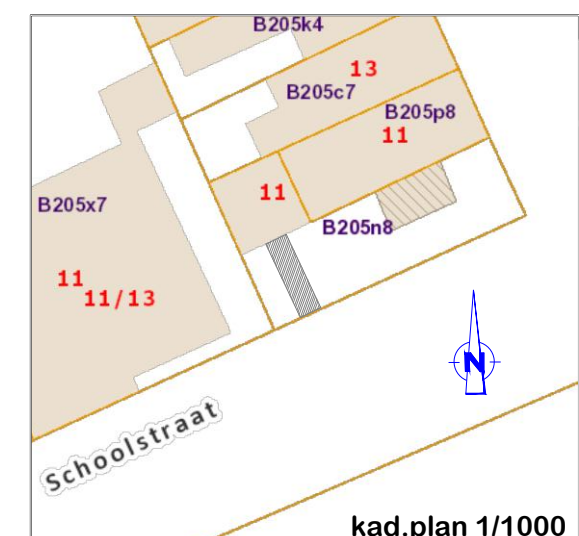 B205k4
13
B205c7
B205p8
11
11
B205x7
B205n8
11
11/13
N
Schoolstraat
kad.plan 1/1000